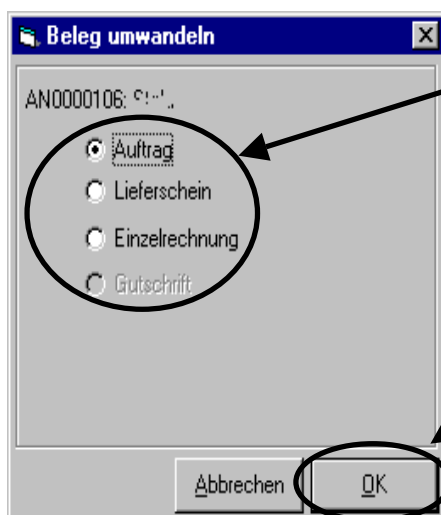 Beleg umwandeln
AN0000106:
Auftrag
Lieferschein
Einzelrechnung
Gutschrift
Abbrechen
OK